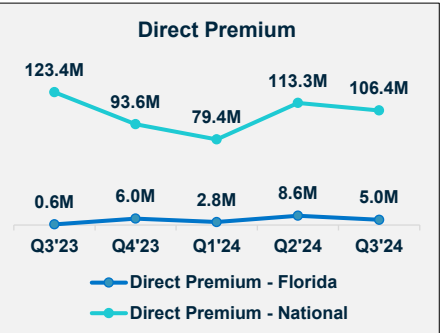 Direct Premium
123.4M
93.6M
79.4M
113.3M
106.4M
0.6M
6.0M
2.8M
8.6M
5.0M
Q3'23 Q4'23 Q1'24 Q2'24 Q3'24
Direct Premium - Florida
Direct Premium - National